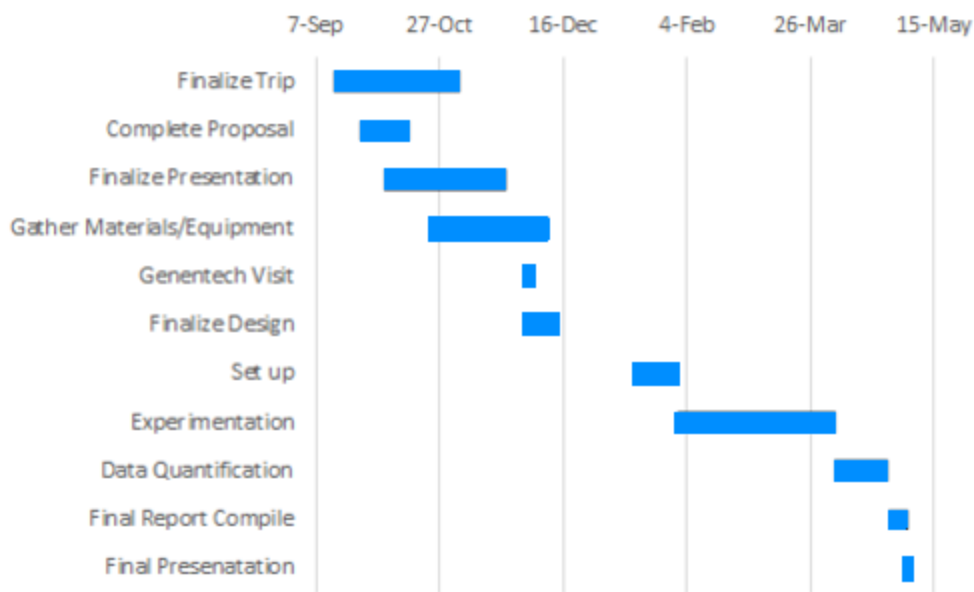 7-Sep 27-Oct 16-Dec 4-Feb 26-Mar 15-May
Finalize Trip
Complete Proposal
Finalize Presentation
Gather Materials/Equipment
Genentech Visit
Finalize Design
Set up
Experimentation
Data Quantification
Final Report Compile
Final Presenatation